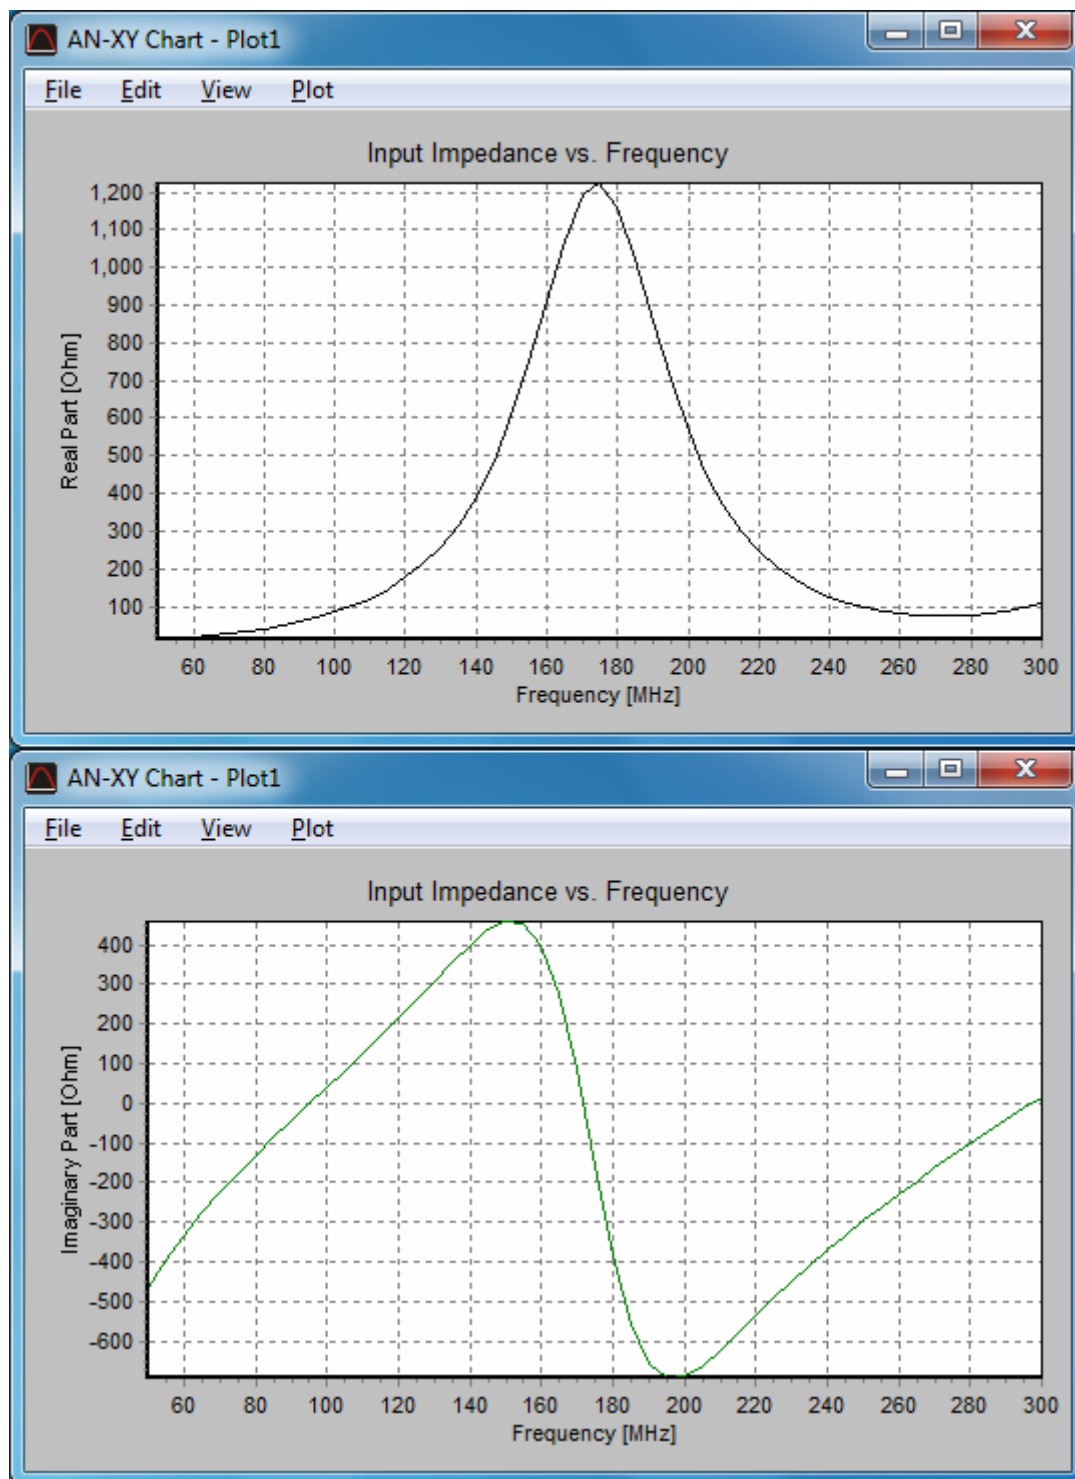 AN-XY Chart - Plot1
File Edit View Plot
Input Impedance vs. Frequency
Real Part [Ohm]
1,200
1,100
1,000
900
800
700
600
500
400
300
200
100
60 80 100 120 140 160 180 200 220 240 260 280 300
Frequency [MHz]
AN-XY Chart - Plot1
File Edit View Plot
Input Impedance vs. Frequency
Imaginary Part [Ohm]
400
300
200
100
0
-100
-200
-300
-400
-500
-600
60 80 100 120 140 160 180 200 220 240 260 280 300
Frequency [MHz]